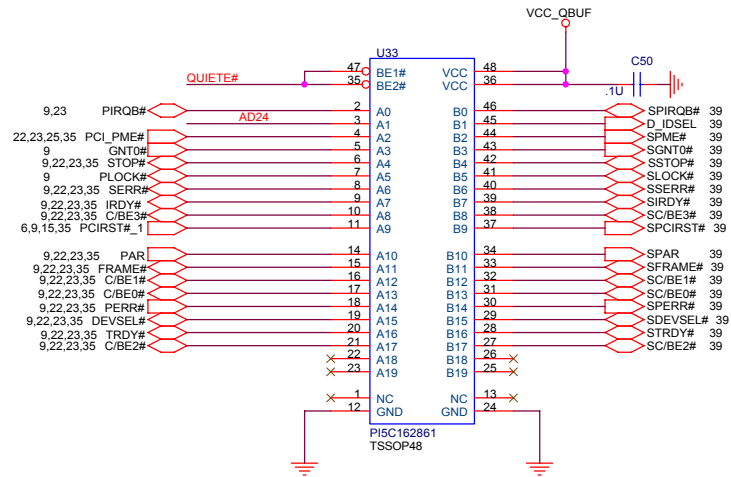 VCC_QBUF
U33
C50
.1U
QUIETE#
47 BE1# VCC 48
35 BE2# VCC 36
9,23 PIRQB# 2 A0 B0 46 SPIRQB# 39
AD24 3 A1 B1 45 D_IDSEL 39
22,23,25,35 PCI_PME# 4 A2 B2 44 SPME# 39
9 GNT0# 5 A3 B3 43 SGNT0# 39
9,22,23,35 STOP# 6 A4 B4 42 SSTOP# 39
9 PLOCK# 7 A5 B5 41 SLOCK# 39
9,22,23,35 SERR# 8 A6 B6 40 SSERR# 39
9,22,23,35 IRDY# 9 A7 B7 39 SIRDY# 39
9,22,23,35 C/BE3# 10 A8 B8 38 SC/BE3# 39
6,9,15,35 PCIRST#_1 11 A9 B9 37 SPCIRST# 39
9,22,23,35 PAR 14 A10 B10 34 SPAR 39
9,22,23,35 FRAME# 15 A11 B11 33 SFRAME# 39
9,22,23,35 C/BE1# 16 A12 B12 32 SC/BE1# 39
9,22,23,35 C/BE0# 17 A13 B13 31 SC/BE0# 39
9,22,23,35 PERR# 18 A14 B14 30 SPERR# 39
9,22,23,35 DEVSEL# 19 A15 B15 29 SDEVSEL# 39
9,22,23,35 TRDY# 20 A16 B16 28 STRDY# 39
9,22,23,35 C/BE2# 21 A17 B17 27 SC/BE2# 39
22 A18 B18 26
23 A19 B19 25
1 NC NC 13
12 GND GND 24
PI5C162861
TSSOP48